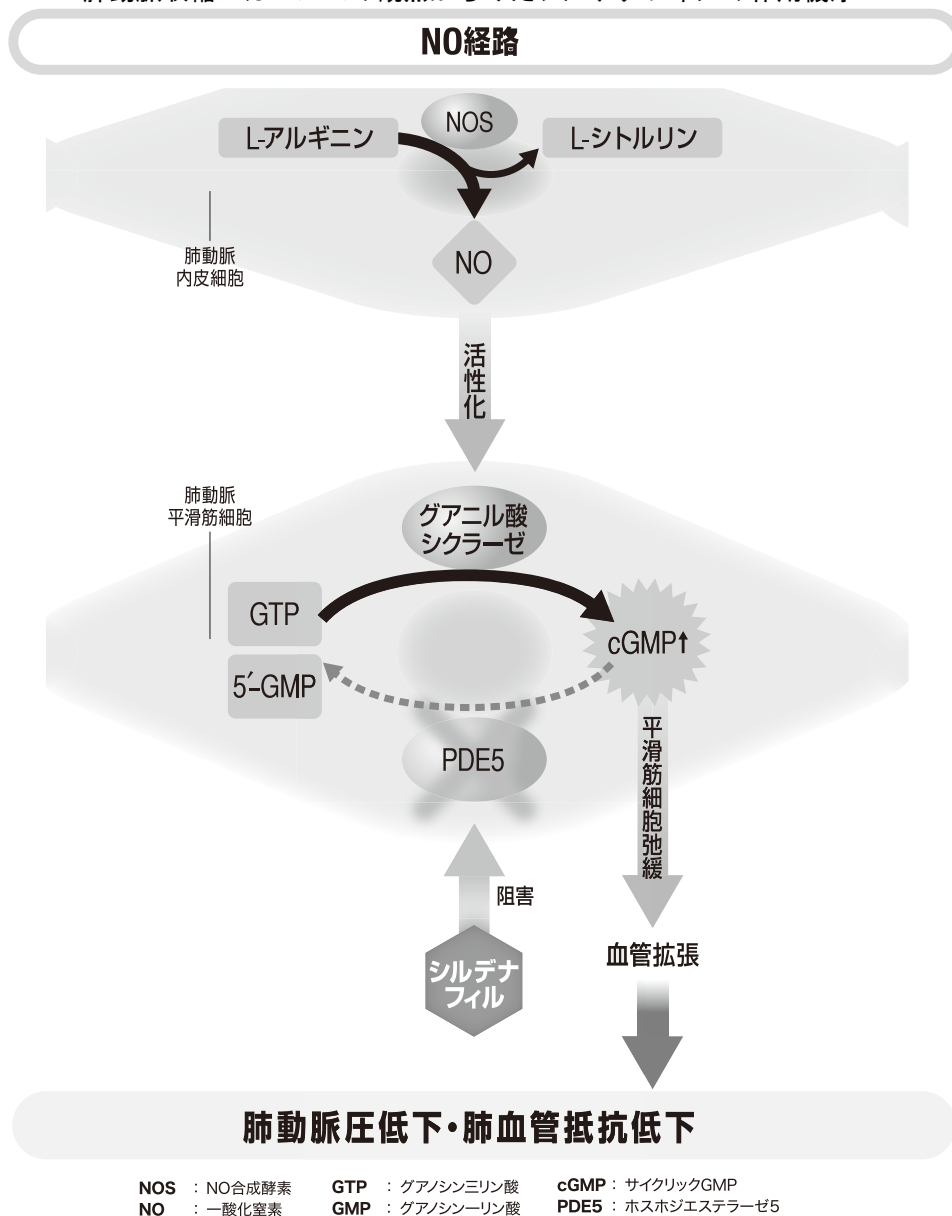 NO経路
L-アルギニン
NOS
L-シトルリン
NO
肺動脈
内皮細胞
活性化
肺動脈
平滑筋細胞
グアニル酸
シクラーゼ
GTP
cGMP↑
5′-GMP
PDE5
平滑筋細胞弛緩
阻害
シルデナ
フィル
血管拡張
肺動脈圧低下・肺血管抵抗低下
NOS : NO合成酵素 GTP : グアノシン三リン酸 cGMP : サイクリックGMP
NO : 一酸化窒素 GMP : グアノシン一リン酸 PDE5 : ホスホジエステラーゼ5